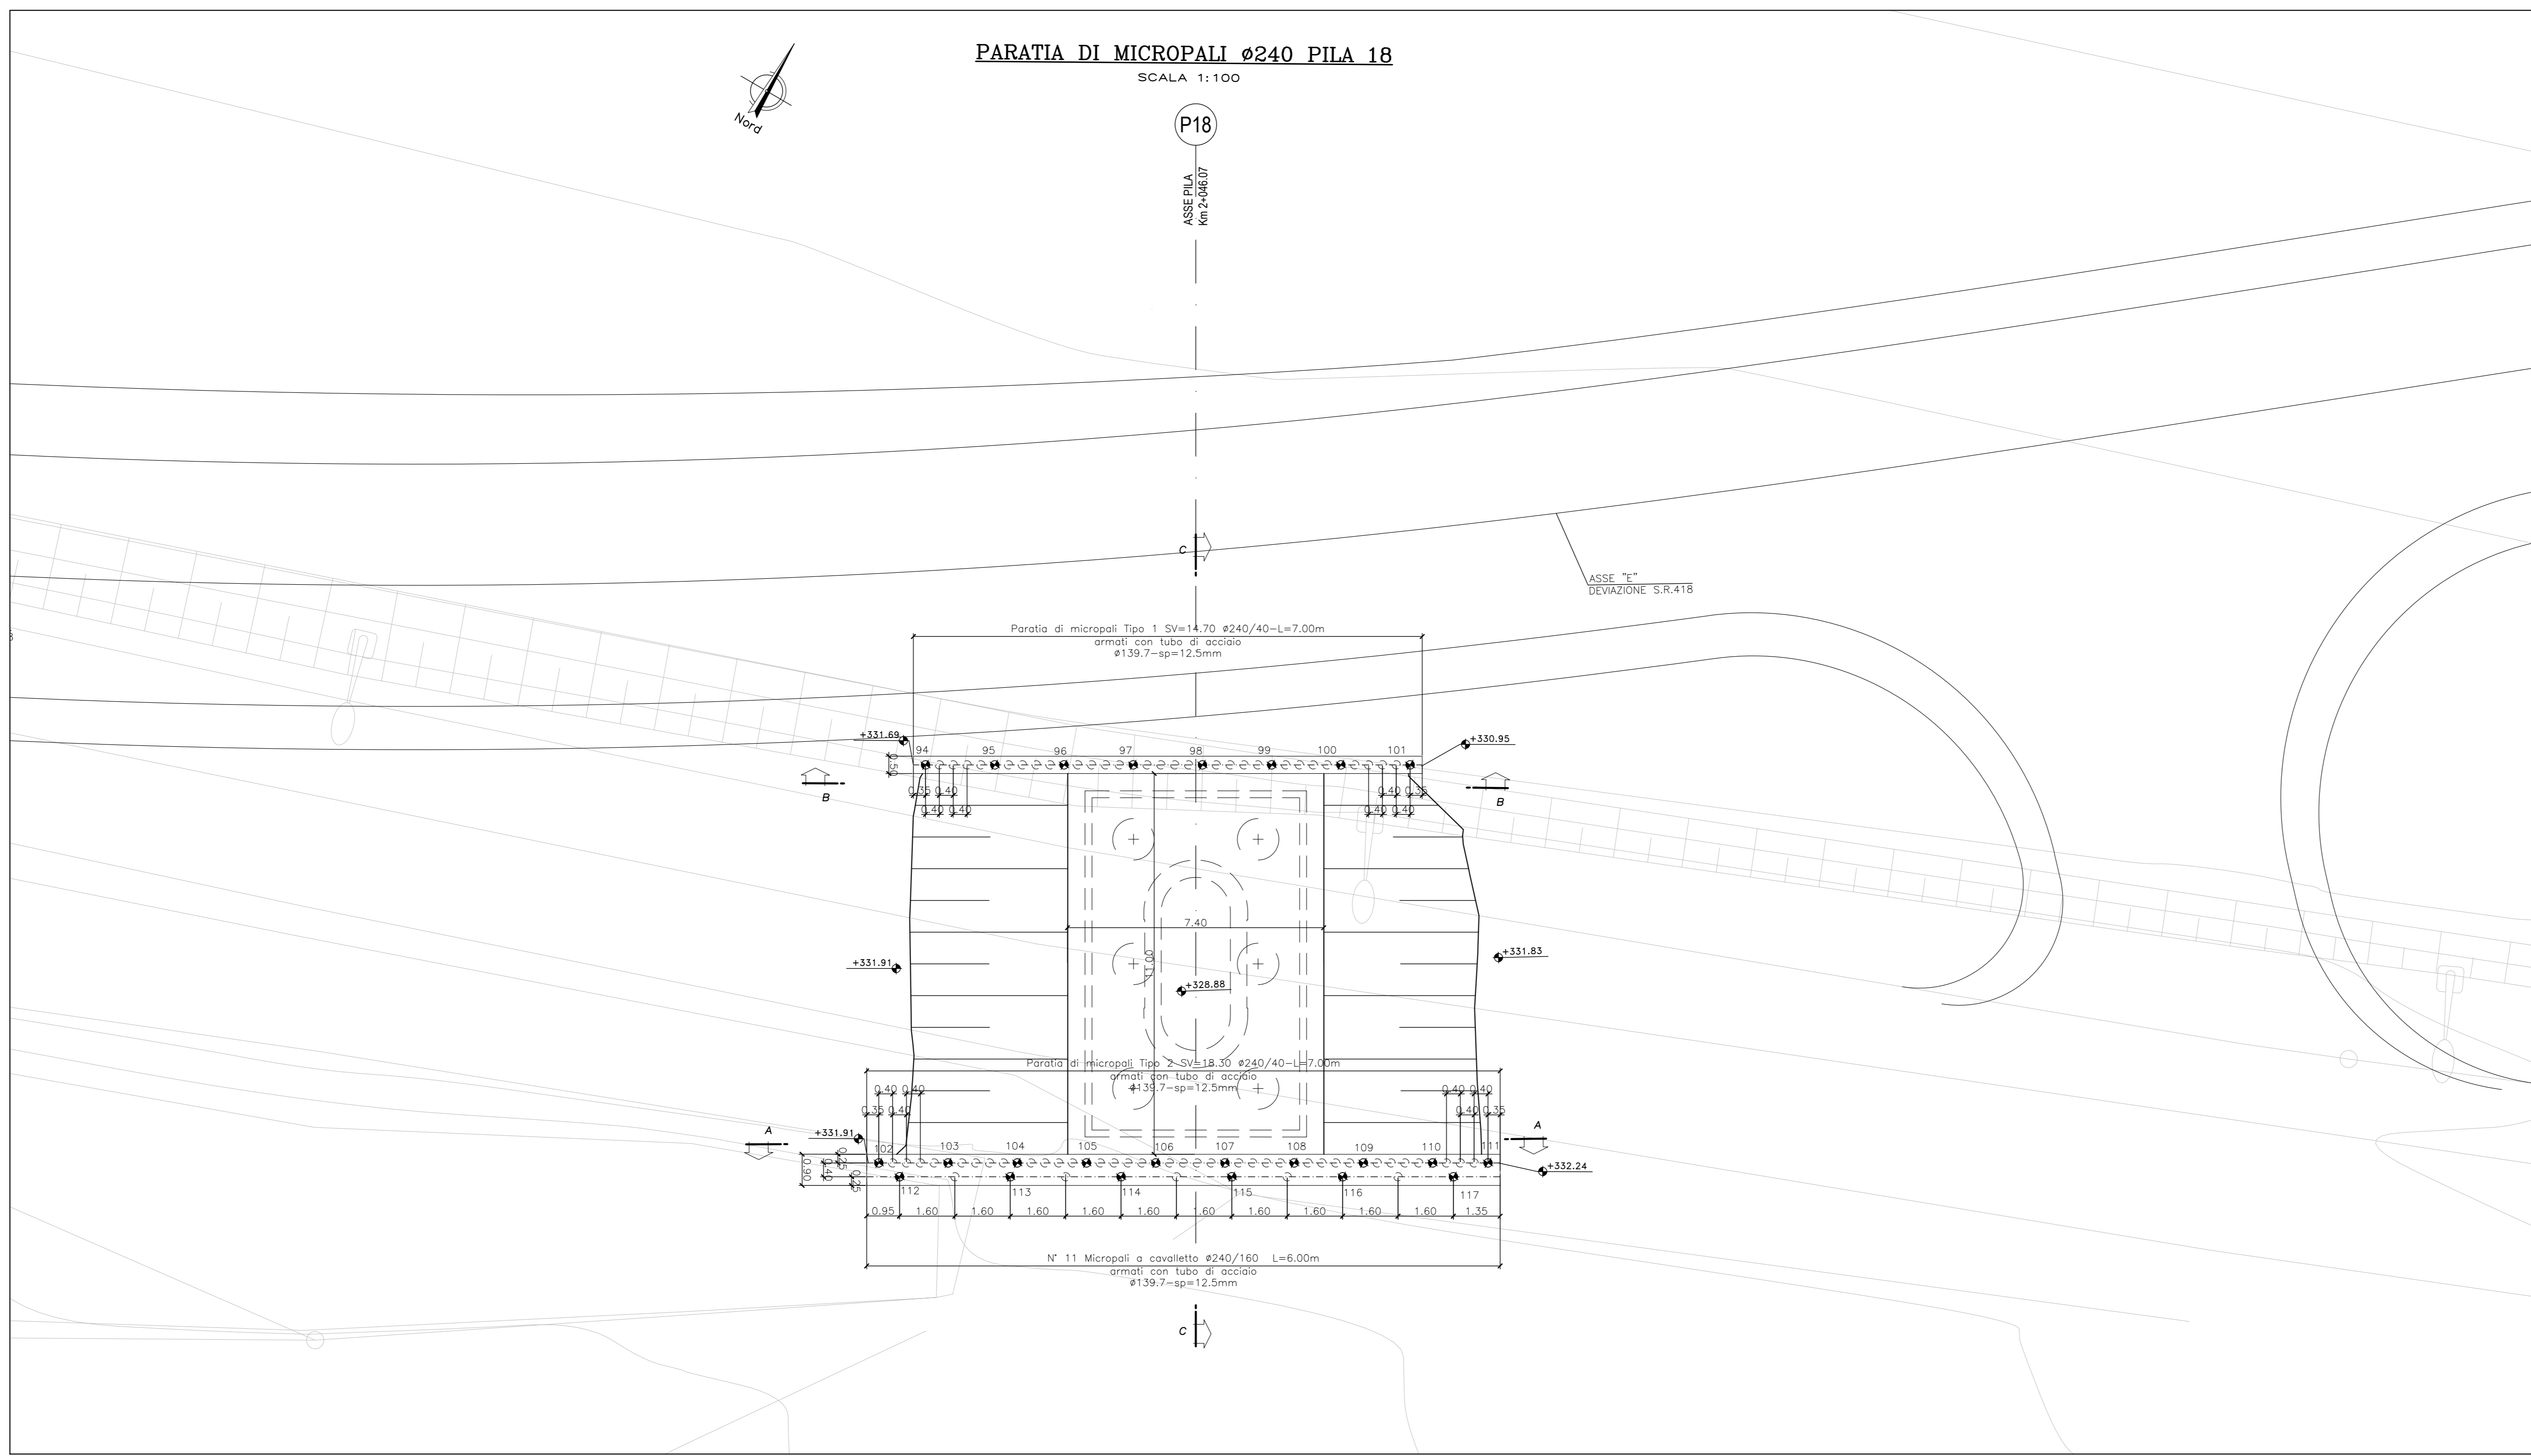 PARATIA DI MICROPALI ø240 PILA 18
SCALA 1:100
Nord
P18
ASSE PILA
Km 2+046.07
C
ASSE "E"
DEVIAZIONE S.R.418
Paratia di micropali Tipo 1 SV=14.70 ø240/40-L=7.00m
armati con tubo di acciaio
ø139.7-sp=12.5mm
+331.69
94 95 96 97 98 99 100 101
+330.95
0.50
B
B
0.35 0.40 0.40 0.35
0.40 0.40 0.40 0.40
7.40
11.00
+331.91
+331.83
+328.88
Paratia di micropali Tipo 2 SV=18.30 ø240/40-L=7.00m
armati con tubo di acciaio
ø139.7-sp=12.5mm
0.40 0.40 0.40 0.40
0.35 0.40 0.40 0.35
A
A
+331.91
102 103 104 105 106 107 108 109 110 111
+332.24
0.90
0.40
0.25
0.25
112 113 114 115 116 117
0.95 1.60 1.60 1.60 1.60 1.60 1.60 1.60 1.60 1.60 1.60 1.35
N° 11 Micropali a cavalletto ø240/160 L=6.00m
armati con tubo di acciaio
ø139.7-sp=12.5mm
C